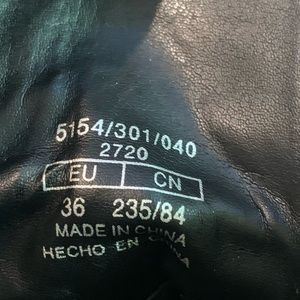 5154/301/040
2720
EU CN
36 235/84
MADE IN CHINA
HECHO EN CHINA